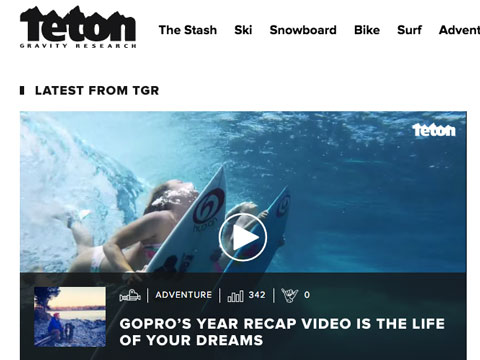 Teton
GRAVITY RESEARCH
The Stash Ski Snowboard Bike Surf Advent
LATEST FROM TGR
Teton
ADVENTURE 342 0
GOPRO'S YEAR RECAP VIDEO IS THE LIFE
OF YOUR DREAMS